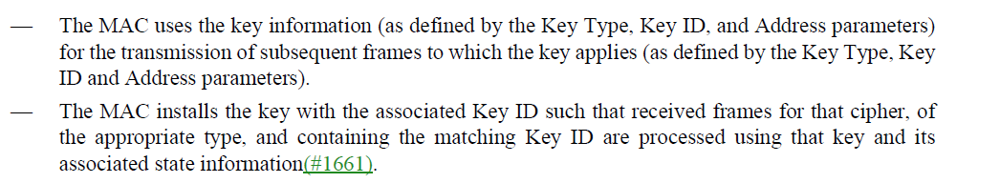 — The MAC uses the key information (as defined by the Key Type, Key ID, and Address parameters)
for the transmission of subsequent frames to which the key applies (as defined by the Key Type, Key
ID and Address parameters).
— The MAC installs the key with the associated Key ID such that received frames for that cipher, of
the appropriate type, and containing the matching Key ID are processed using that key and its
associated state information(#1661).